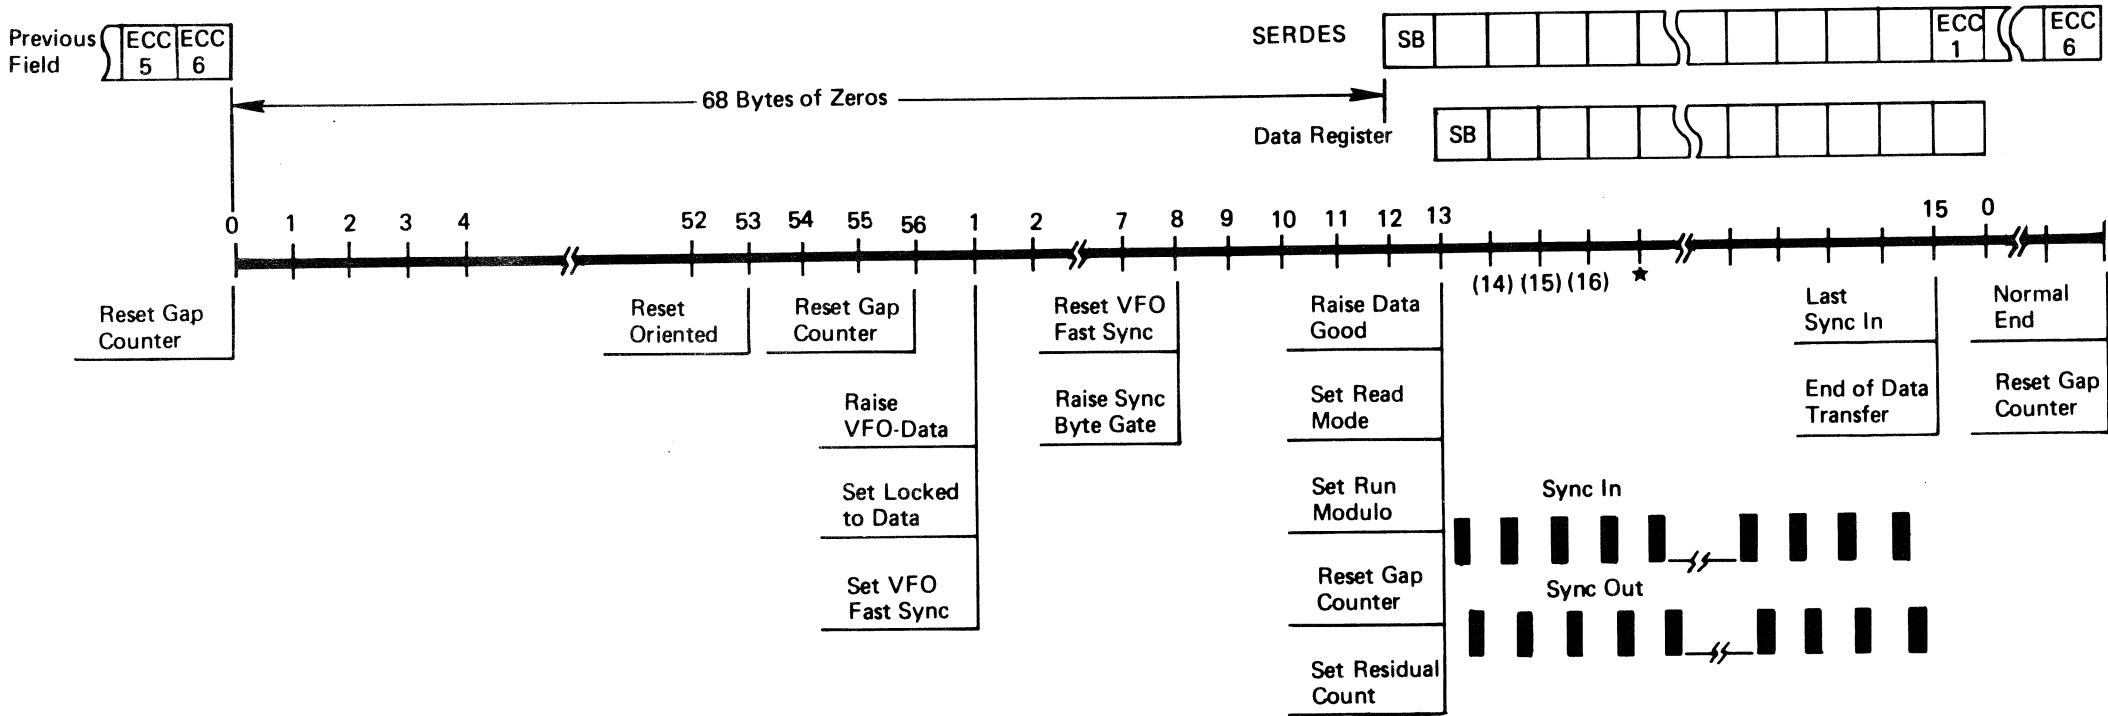 Previous
Field
ECC
5
ECC
6
SERDES
SB
ECC
1
ECC
6
68 Bytes of Zeros
Data Register
SB
0 1 2 3 4 52 53 54 55 56 1 2 7 8 9 10 11 12 13 15 0
(14) (15) (16) ★
Reset Gap
Counter
Reset
Oriented
Reset Gap
Counter
Raise
VFO-Data
Set Locked
to Data
Set VFO
Fast Sync
Reset VFO
Fast Sync
Raise Sync
Byte Gate
Raise Data
Good
Set Read
Mode
Set Run
Modulo
Reset Gap
Counter
Set Residual
Count
Sync In
Sync Out
Last
Sync In
End of Data
Transfer
Normal
End
Reset Gap
Counter